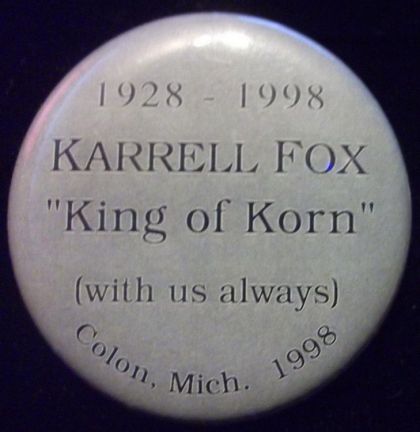 1928 - 1998
KARRELL FOX
"King of Korn"
(with us always)
Colon, Mich. 1998